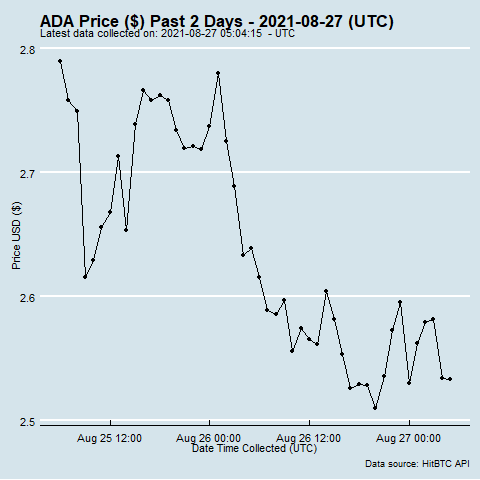 ADA Price ($) Past 2 Days - 2021-08-27 (UTC)
Latest data collected on: 2021-08-27 05:04:15  - UTC
2.8
2.7
2.6
2.5
Price USD ($)
Aug 25 12:00
Aug 26 00:00
Aug 26 12:00
Aug 27 00:00
Date Time Collected (UTC)
Data source: HitBTC API